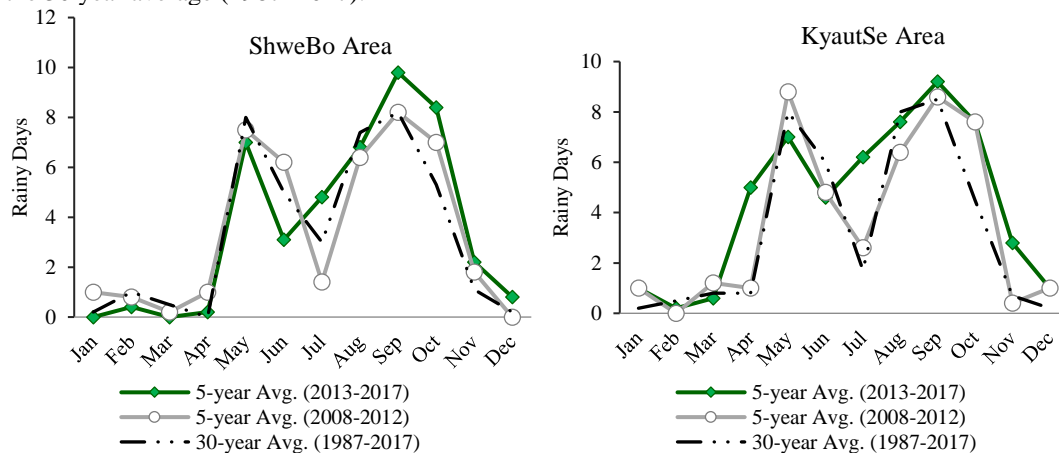 ShweBo Area
12
10
8
6
4
2
0
Rainy Days
Jan Feb Mar Apr May Jun Jul Aug Sep Oct Nov Dec
5-year Avg. (2013-2017)
5-year Avg. (2008-2012)
30-year Avg. (1987-2017)
KyautSe Area
10
8
6
4
2
0
Rainy Days
Jan Feb Mar Apr May Jun Jul Aug Sep Oct Nov Dec
5-year Avg. (2013-2017)
5-year Avg. (2008-2012)
30-year Avg. (1987-2017)